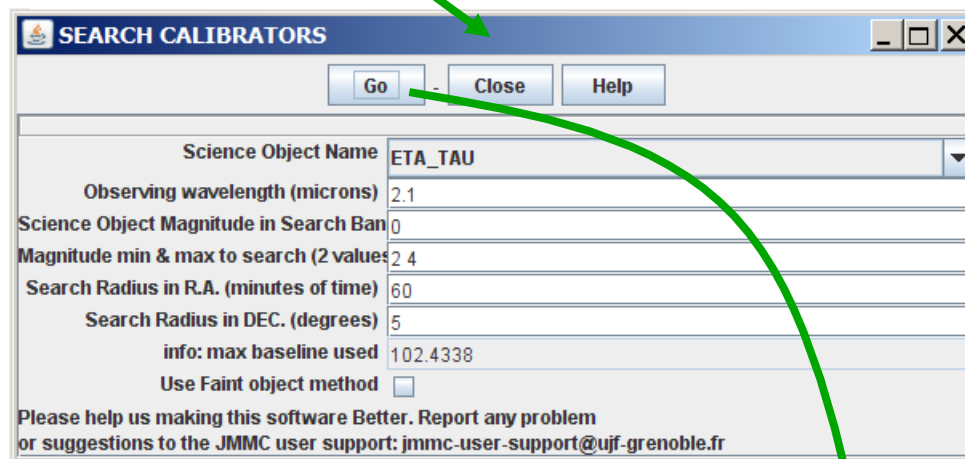 SEARCH CALIBRATORS
Go - Close Help
Science Object Name ETA_TAU
Observing wavelength (microns) 2.1
Science Object Magnitude in Search Ban 0
Magnitude min & max to search (2 values 2 4
Search Radius in R.A. (minutes of time) 60
Search Radius in DEC. (degrees) 5
info: max baseline used 102.4338
Use Faint object method
Please help us making this software Better. Report any problem
or suggestions to the JMMC user support: jmmc-user-support@ujf-grenoble.fr